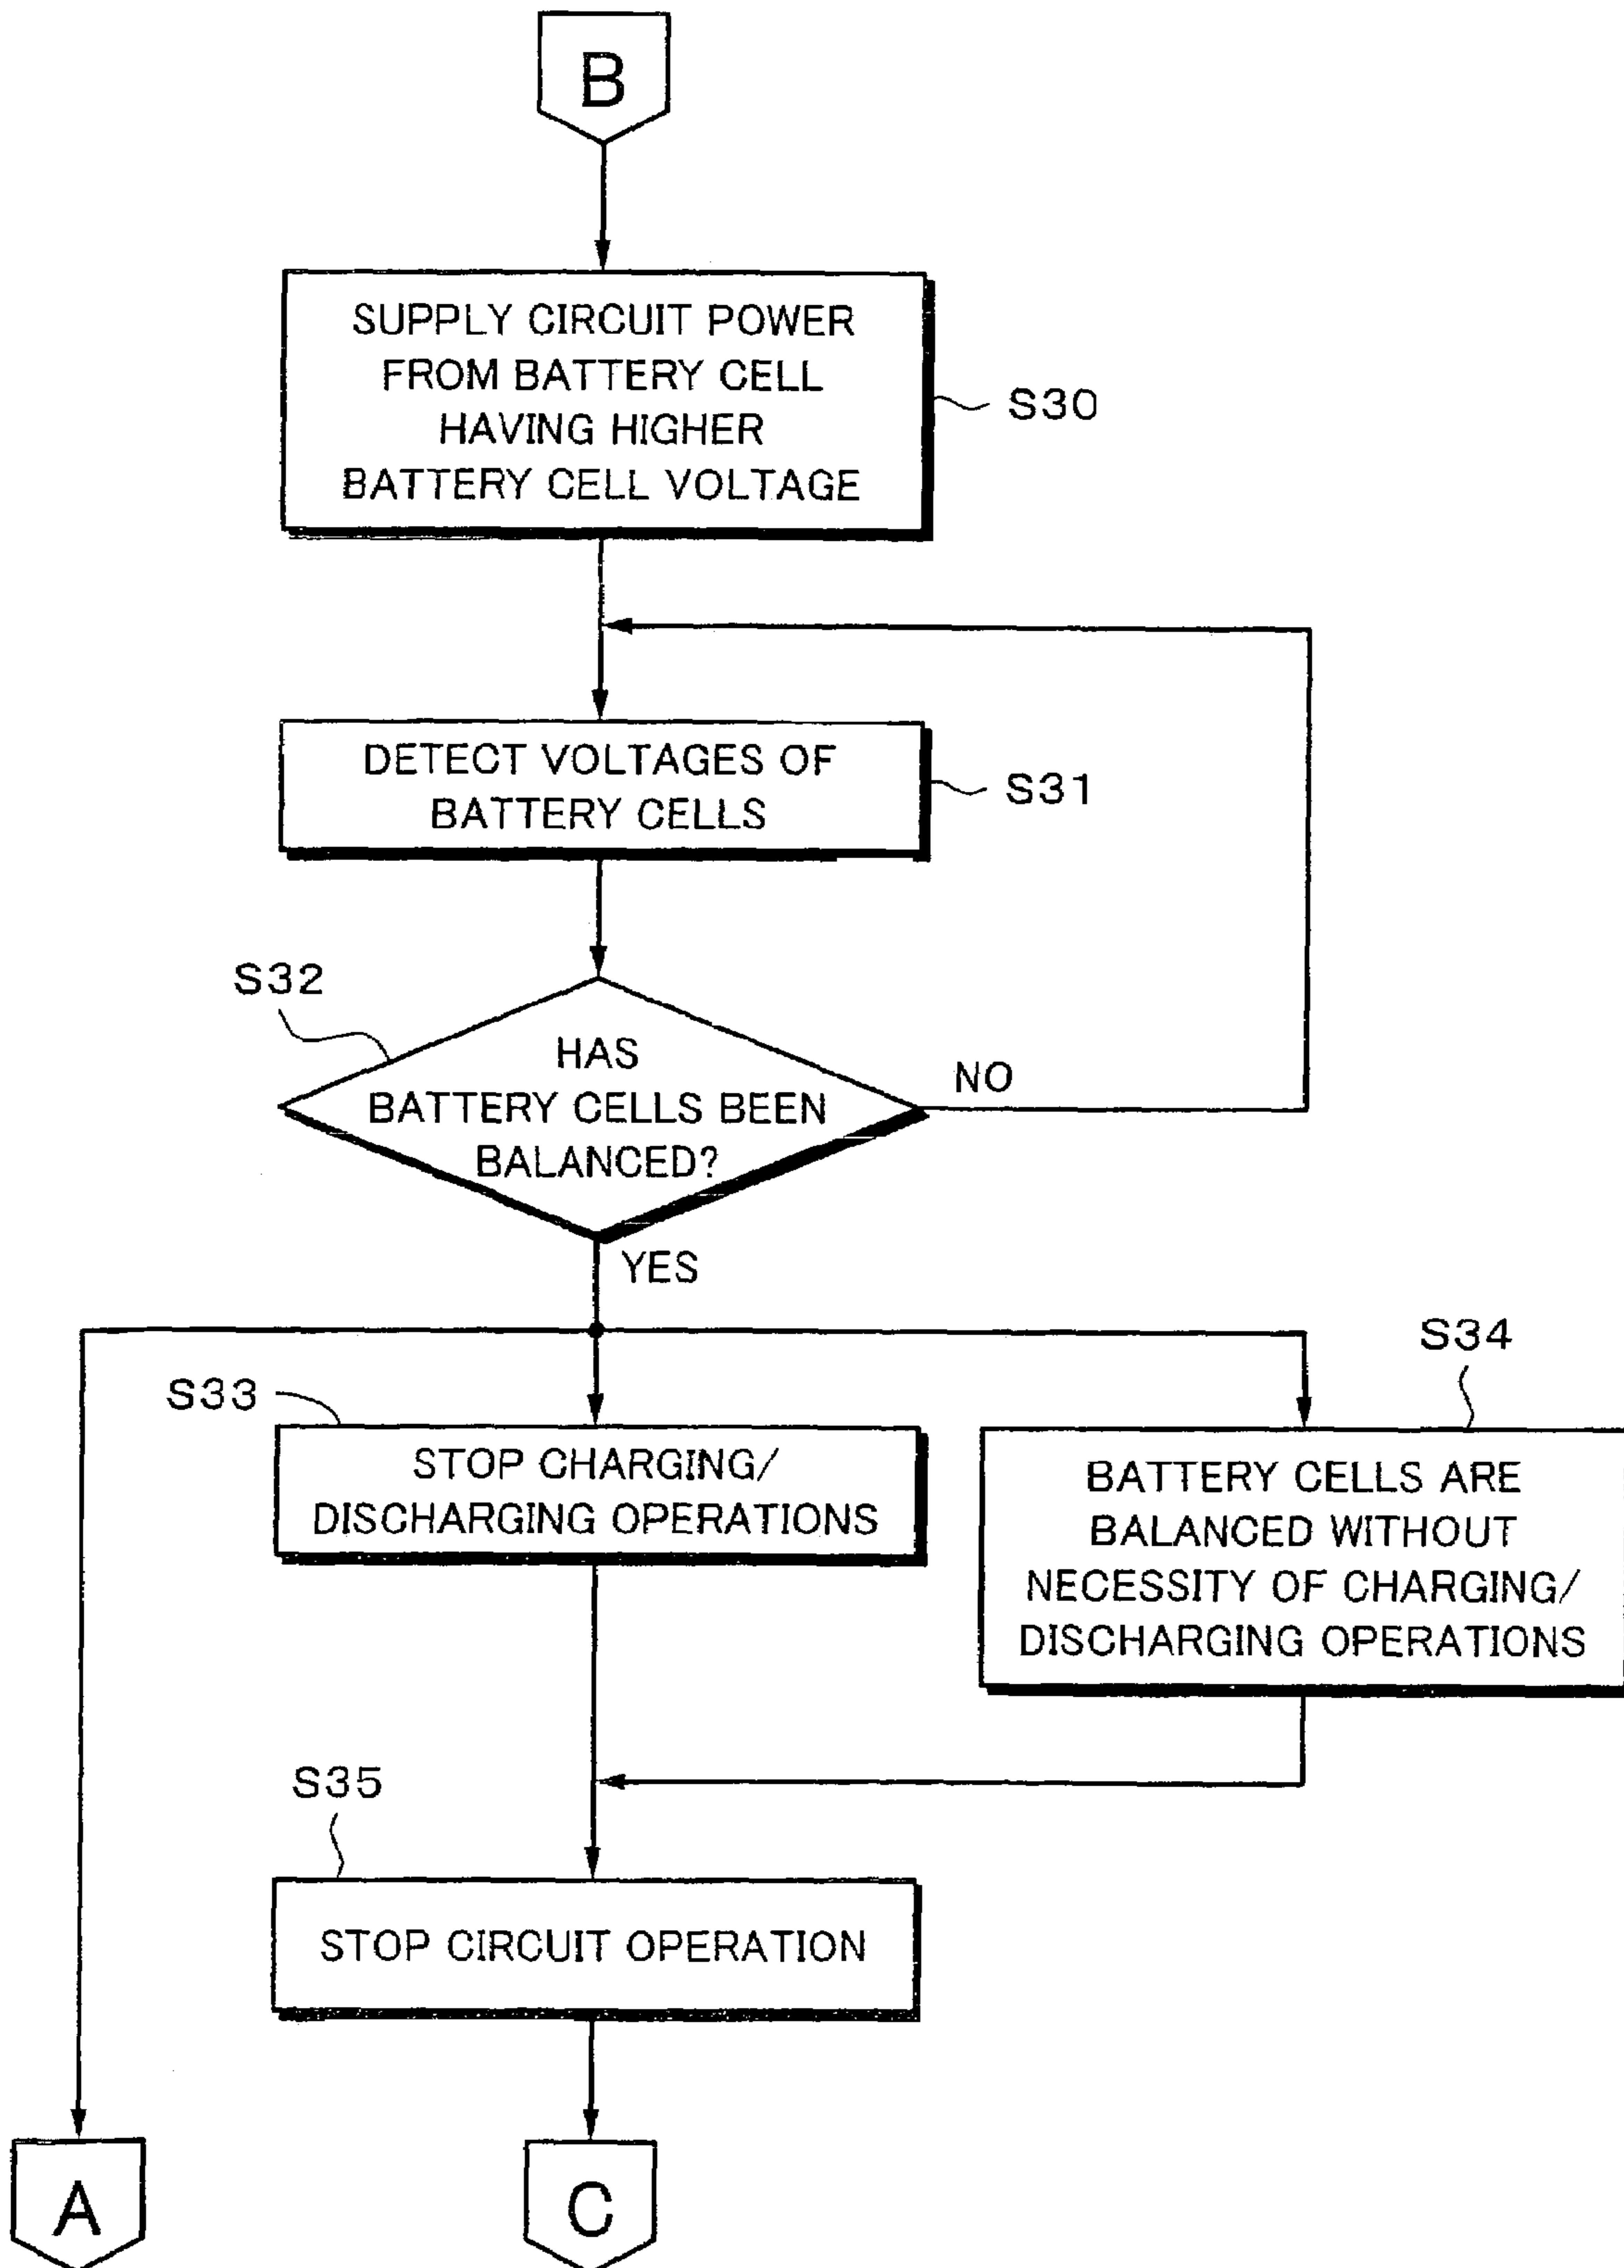 B
SUPPLY CIRCUIT POWER
FROM BATTERY CELL
HAVING HIGHER
BATTERY CELL VOLTAGE
S30
DETECT VOLTAGES OF
BATTERY CELLS
S31
S32
HAS
BATTERY CELLS BEEN
BALANCED?
NO
YES
S33
STOP CHARGING/
DISCHARGING OPERATIONS
S34
BATTERY CELLS ARE
BALANCED WITHOUT
NECESSITY OF CHARGING/
DISCHARGING OPERATIONS
S35
STOP CIRCUIT OPERATION
A
C